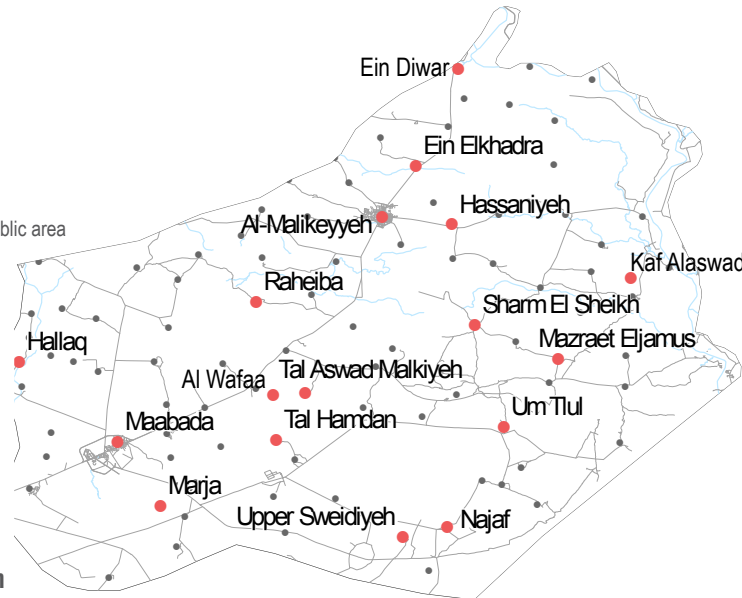 Ein Diwar
Ein Elkhadra
Hassaniyeh
Al-Malikeyyeh
blic area
Kaf Alaswad
Raheiba
Sharm El Sheikh
Hallaq
Mazraet Eljamus
Tal Aswad Malkiyeh
Al Wafaa
Um Tlul
Tal Hamdan
Maabada
Marja
Upper Sweidiyeh
Najaf